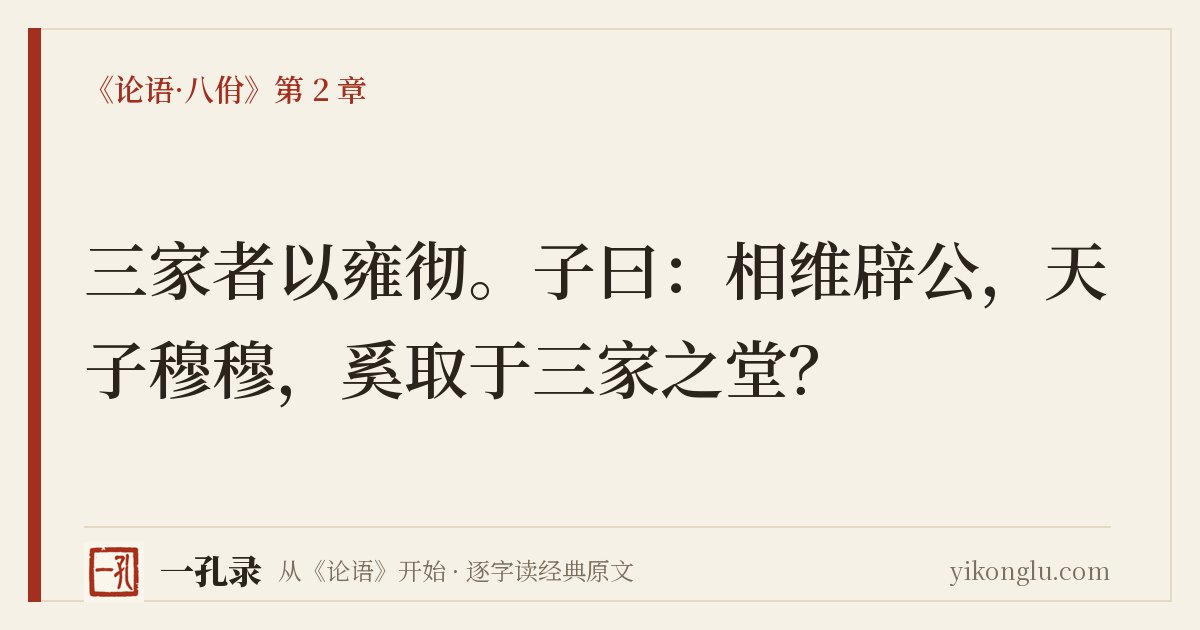 《论语·八佾》第 2 章
三家者以雍彻。子曰：相维辟公，天
子穆穆，奚取于三家之堂？
一孔
一孔录 从《论语》开始 · 逐字读经典原文
yikonglu.com